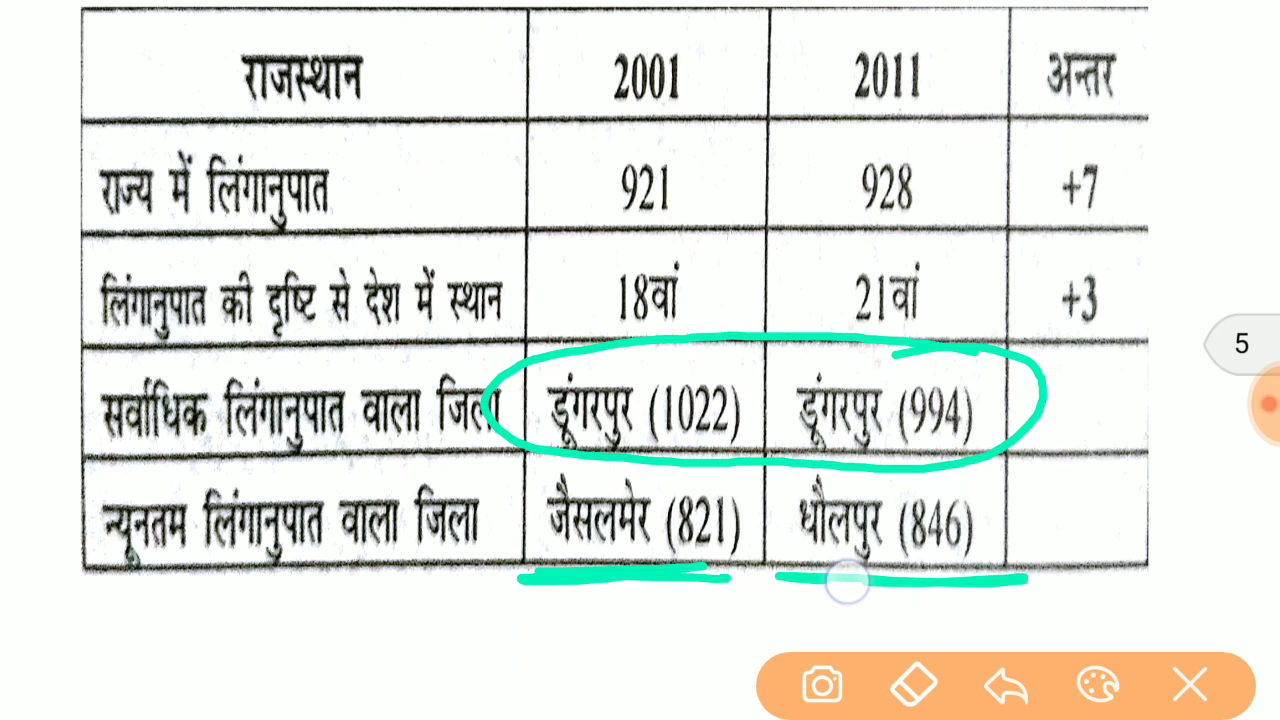 राजस्थान 2001 2011 अन्तर
राज्य में लिंगानुपात 921 928 +7
लिंगानुपात की दृष्टि से देश में स्थान 18वां 21वां +3
सर्वाधिक लिंगानुपात वाला जिला डूंगरपुर (1022) डूंगरपुर (994)
न्यूनतम लिंगानुपात वाला जिला जैसलमेर (821) धौलपुर (846)
5